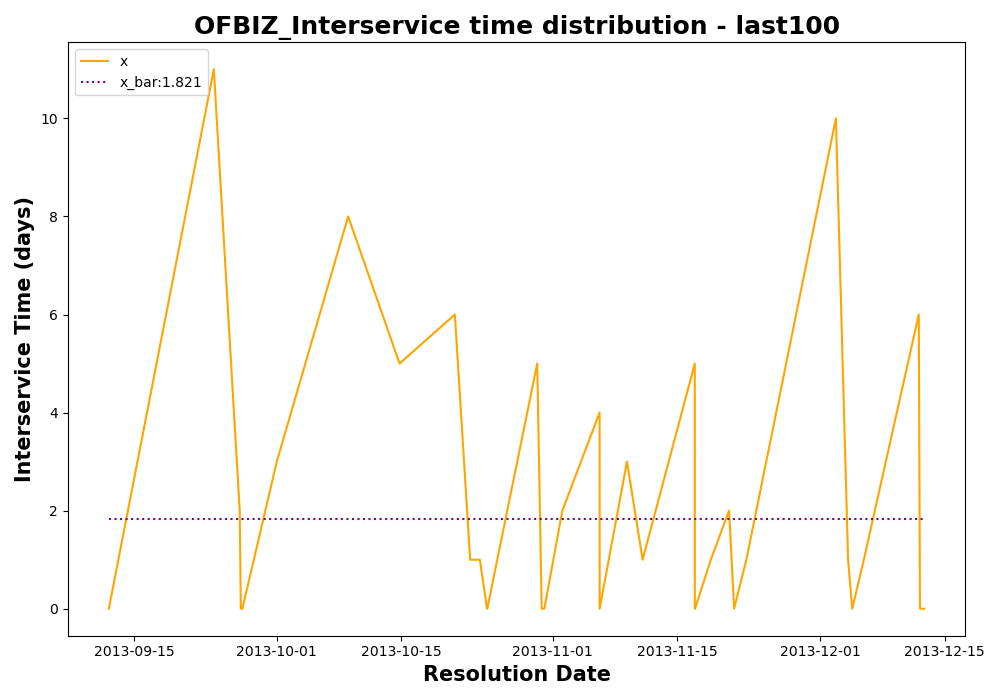 OFBIZ_Interservice time distribution - last100
x
x_bar:1.821
Interservice Time (days)
10
8
6
4
2
0
2013-09-15
2013-10-01
2013-10-15
2013-11-01
2013-11-15
2013-12-01
2013-12-15
Resolution Date